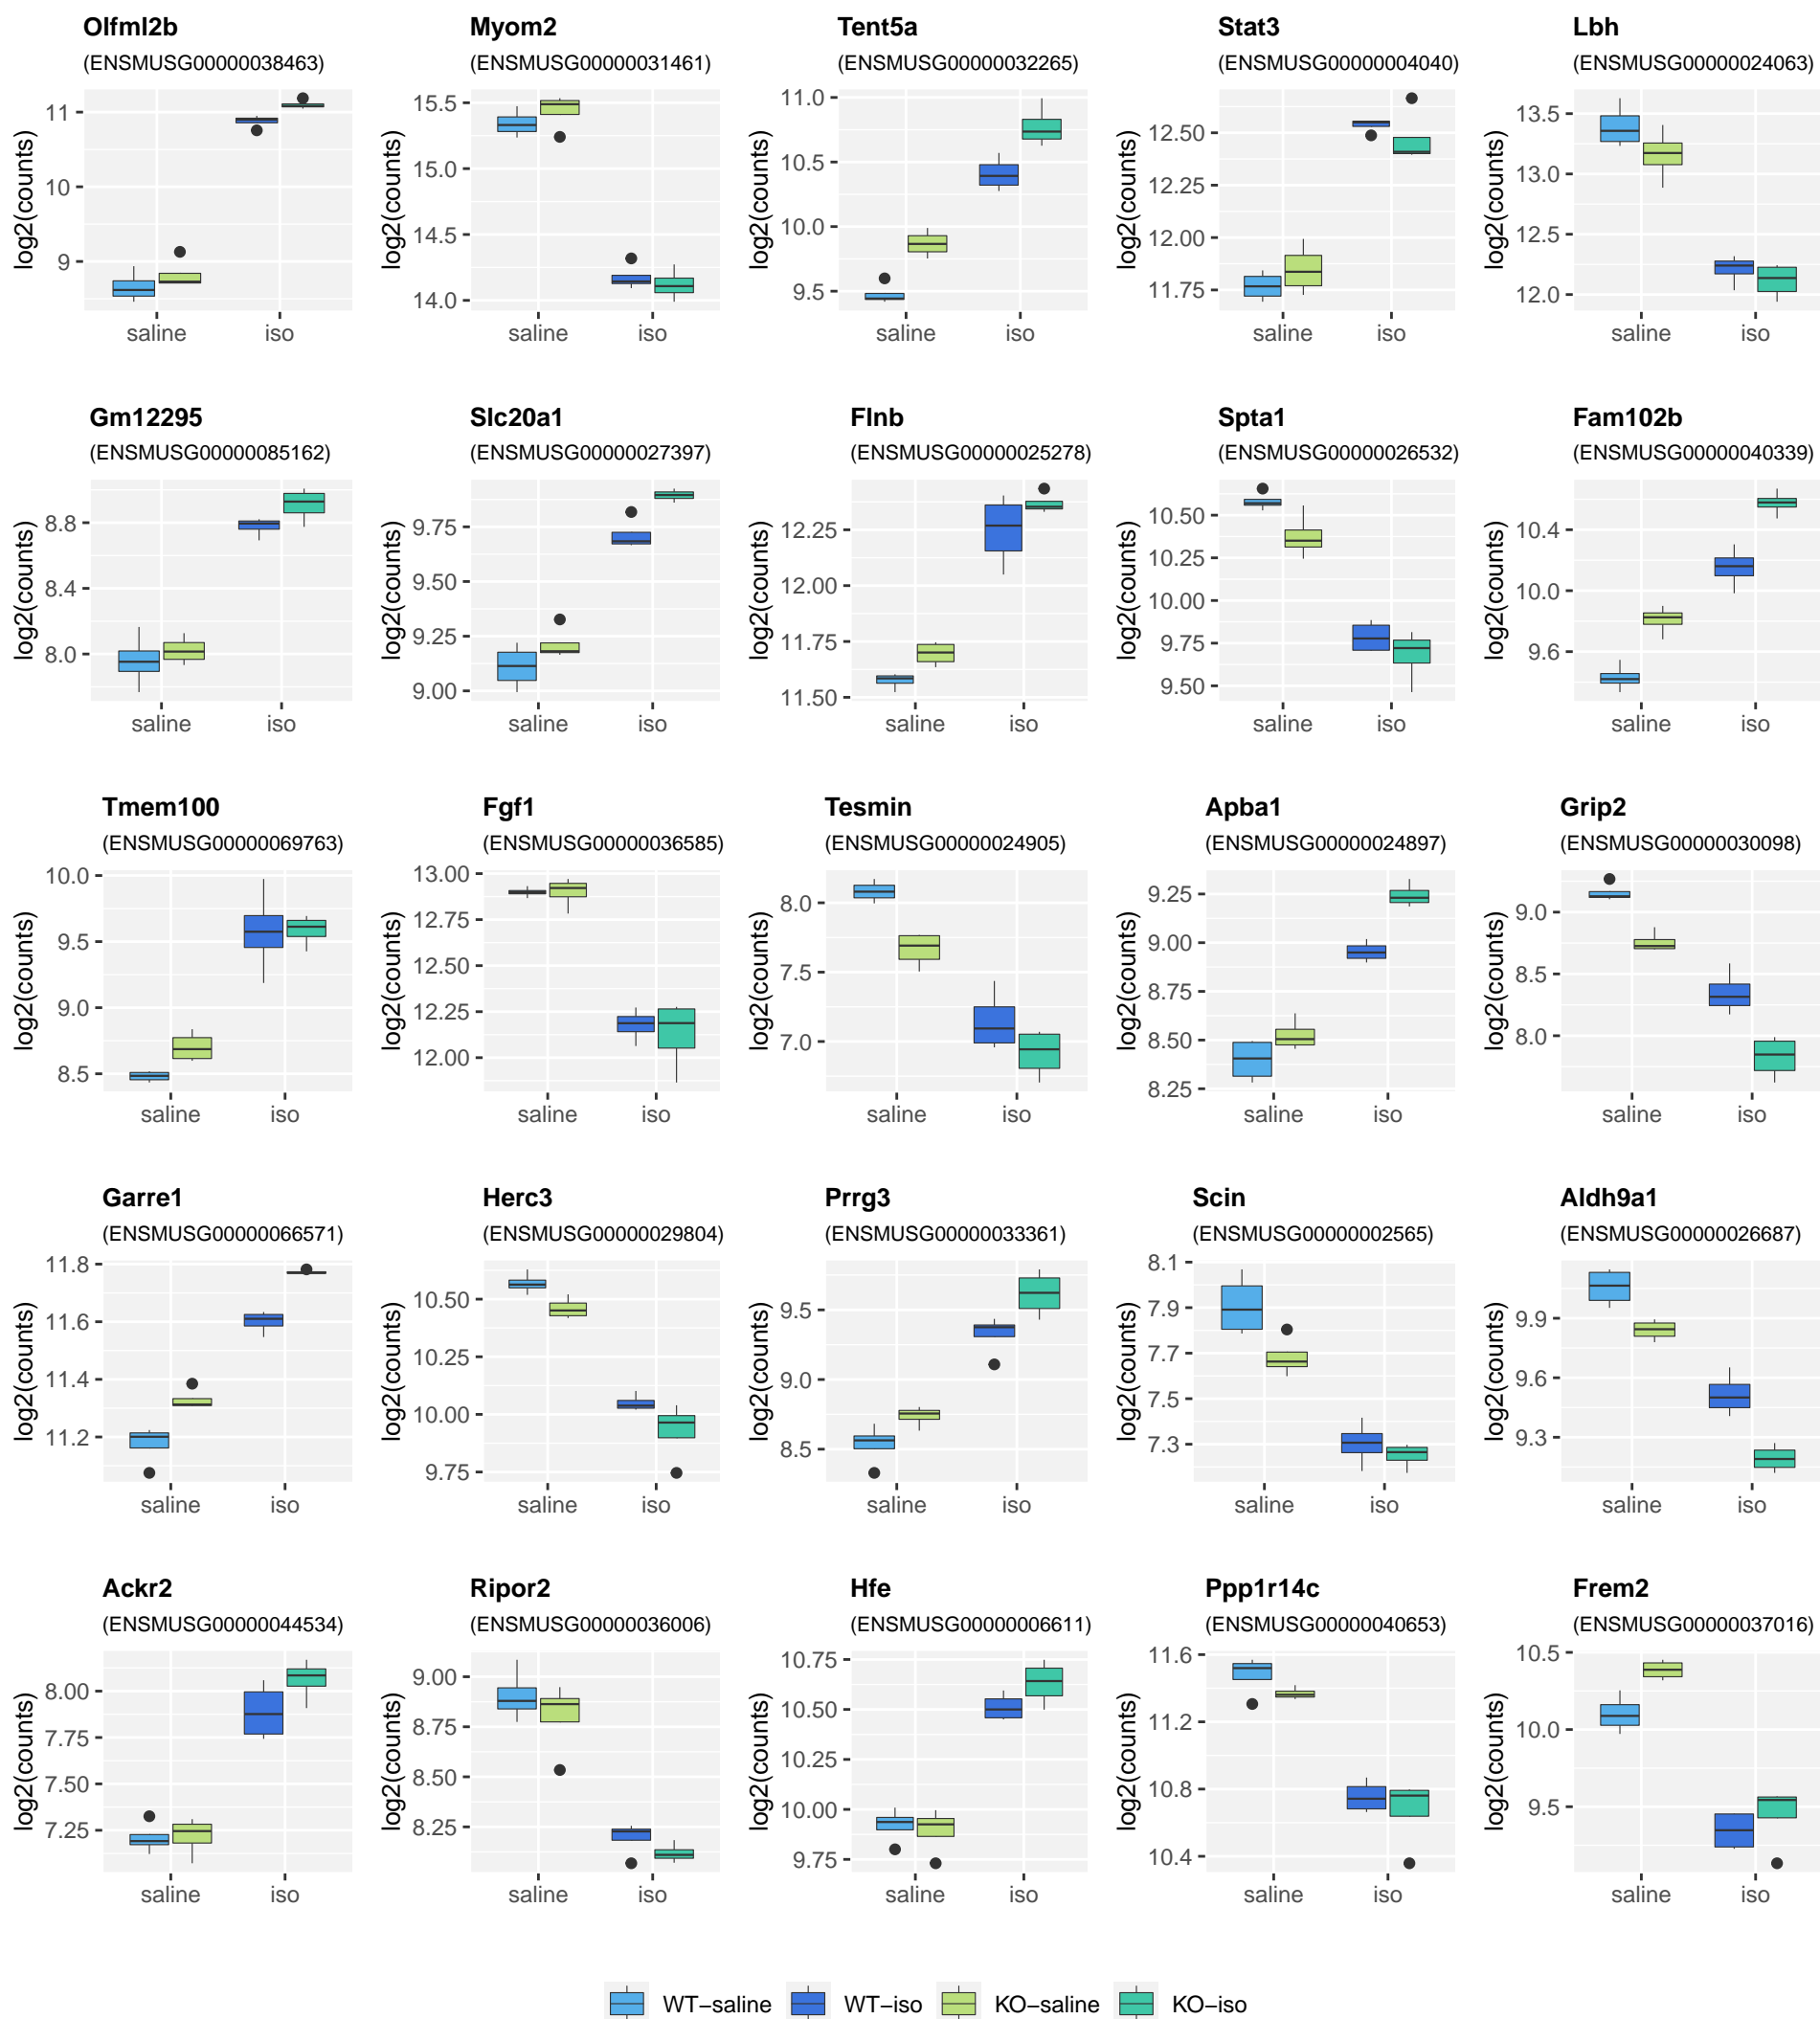 Olfml2b Myom2 Tent5a Stat3 Lbh
(ENSMUSG00000038463) (ENSMUSG00000031461) (ENSMUSG00000032265) (ENSMUSG00000004040) (ENSMUSG00000024063)
log2(counts) 11 10 9 saline iso
log2(counts) 15.5 15.0 14.5 14.0 saline iso
log2(counts) 11.0 10.5 10.0 9.5 saline iso
log2(counts) 12.50 12.25 12.00 11.75 saline iso
log2(counts) 13.5 13.0 12.5 12.0 saline iso
Gm12295 Slc20a1 Flnb Spta1 Fam102b
(ENSMUSG00000085162) (ENSMUSG00000027397) (ENSMUSG00000025278) (ENSMUSG00000026532) (ENSMUSG00000040339)
log2(counts) 8.8 8.4 8.0 saline iso
log2(counts) 9.75 9.50 9.25 9.00 saline iso
log2(counts) 12.25 12.00 11.75 11.50 saline iso
log2(counts) 10.50 10.25 10.00 9.75 9.50 saline iso
log2(counts) 10.4 10.0 9.6 saline iso
Tmem100 Fgf1 Tesmin Apba1 Grip2
(ENSMUSG00000069763) (ENSMUSG00000036585) (ENSMUSG00000024905) (ENSMUSG00000024897) (ENSMUSG00000030098)
log2(counts) 10.0 9.5 9.0 8.5 saline iso
log2(counts) 13.00 12.75 12.50 12.25 12.00 saline iso
log2(counts) 8.0 7.5 7.0 saline iso
log2(counts) 9.25 9.00 8.75 8.50 8.25 saline iso
log2(counts) 9.0 8.5 8.0 saline iso
Garre1 Herc3 Prrg3 Scin Aldh9a1
(ENSMUSG00000066571) (ENSMUSG00000029804) (ENSMUSG00000033361) (ENSMUSG00000002565) (ENSMUSG00000026687)
log2(counts) 11.8 11.6 11.4 11.2 saline iso
log2(counts) 10.50 10.25 10.00 9.75 saline iso
log2(counts) 9.5 9.0 8.5 saline iso
log2(counts) 8.1 7.9 7.7 7.5 7.3 saline iso
log2(counts) 9.9 9.6 9.3 saline iso
Ackr2 Ripor2 Hfe Ppp1r14c Frem2
(ENSMUSG00000044534) (ENSMUSG00000036006) (ENSMUSG00000006611) (ENSMUSG00000040653) (ENSMUSG00000037016)
log2(counts) 8.00 7.75 7.50 7.25 saline iso
log2(counts) 9.00 8.75 8.50 8.25 saline iso
log2(counts) 10.75 10.50 10.25 10.00 9.75 saline iso
log2(counts) 11.6 11.2 10.8 10.4 saline iso
log2(counts) 10.5 10.0 9.5 saline iso
WT−saline WT−iso KO−saline KO−iso